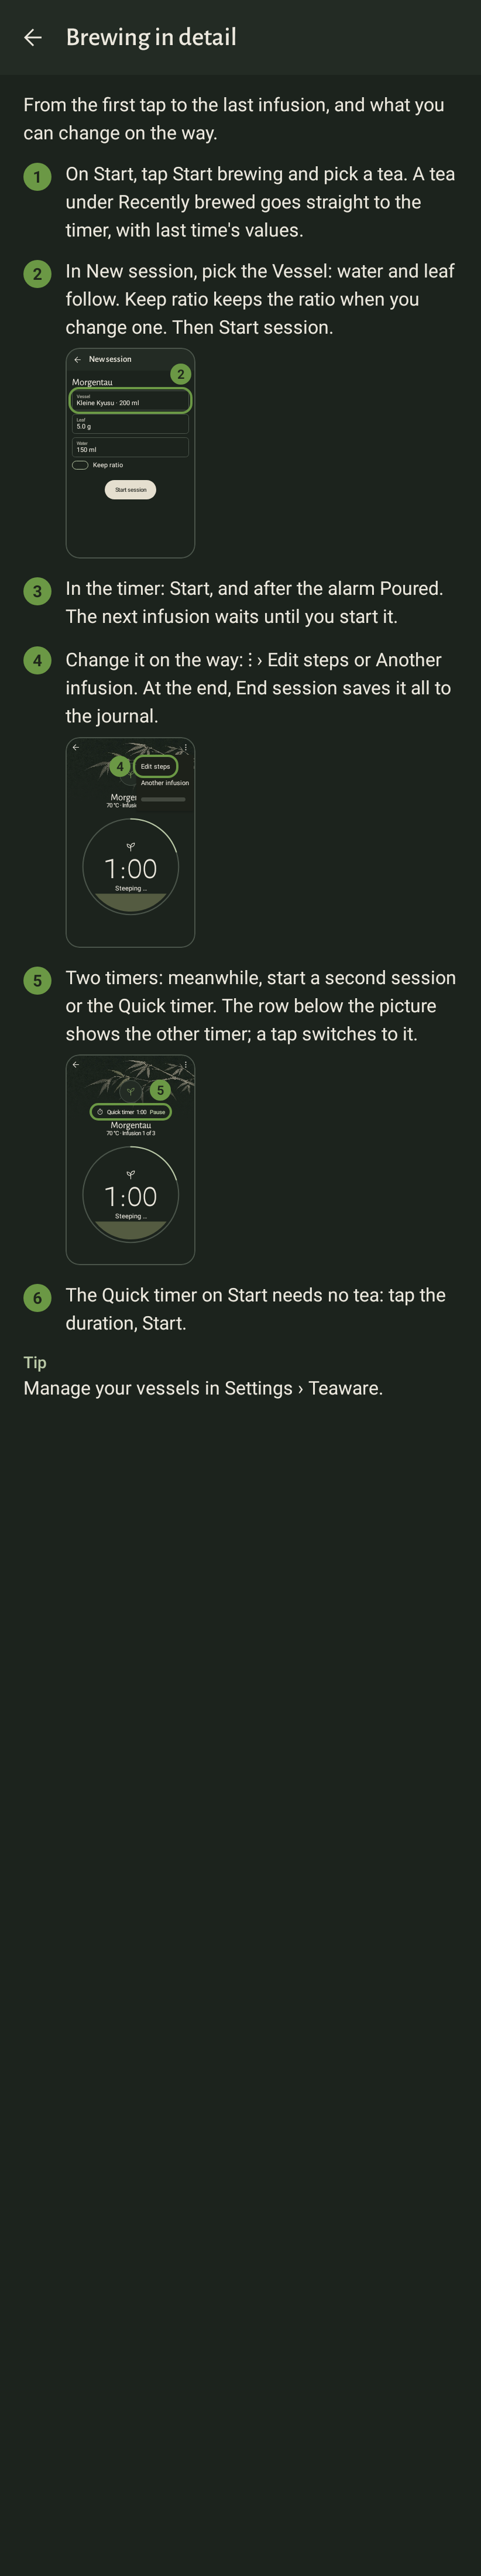 Brewing in detail
From the first tap to the last infusion, and what you
can change on the way.
1
On Start, tap Start brewing and pick a tea. A tea
under Recently brewed goes straight to the
timer, with last time's values.
2
In New session, pick the Vessel: water and leaf
follow. Keep ratio keeps the ratio when you
change one. Then Start session.
New session
2
Morgentau
Vessel
Kleine Kyusu · 200 ml
Leaf
5.0 g
Water
150 ml
Keep ratio
Start session
3
In the timer: Start, and after the alarm Poured.
The next infusion waits until you start it.
4
Change it on the way: ⋮ › Edit steps or Another
infusion. At the end, End session saves it all to
the journal.
4
Edit steps
Another infusion
Morge
70 °C · Infus
1:00
Steeping ...
5
Two timers: meanwhile, start a second session
or the Quick timer. The row below the picture
shows the other timer; a tap switches to it.
5
Quick timer 1:00 Pause
Morgentau
70 °C · Infusion 1 of 3
1:00
Steeping ...
6
The Quick timer on Start needs no tea: tap the
duration, Start.
Tip
Manage your vessels in Settings › Teaware.